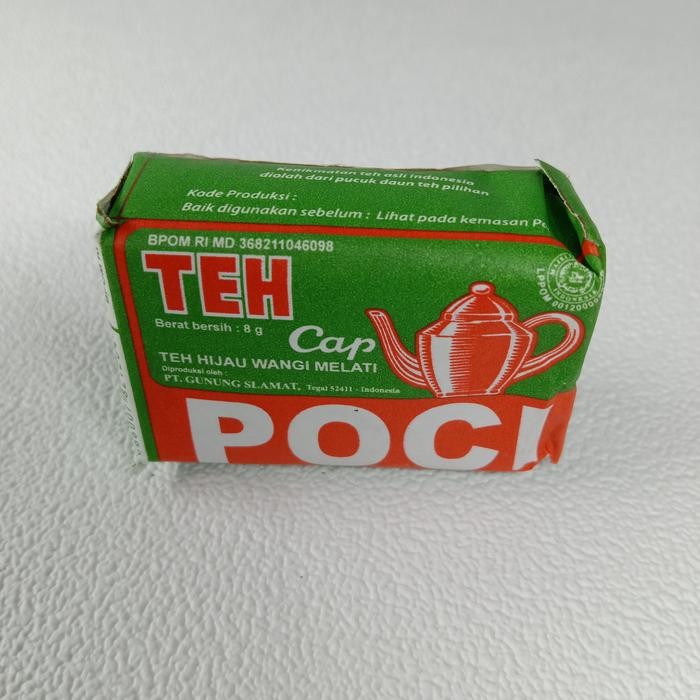 Kenikmatan teh asli Indonesia
diolah dari pucuk daun teh pilihan
Kode Produksi :
Baik digunakan sebelum : Lihat pada kemasan
BPOM RI MD 368211046098
TEH
Berat bersih : 8 g
Cap
TEH HIJAU WANGI MELATI
Diproduksi oleh :
PT. GUNUNG SLAMAT, Tegal 52411 - Indonesia
POCI
INDONESIA
LPPOM